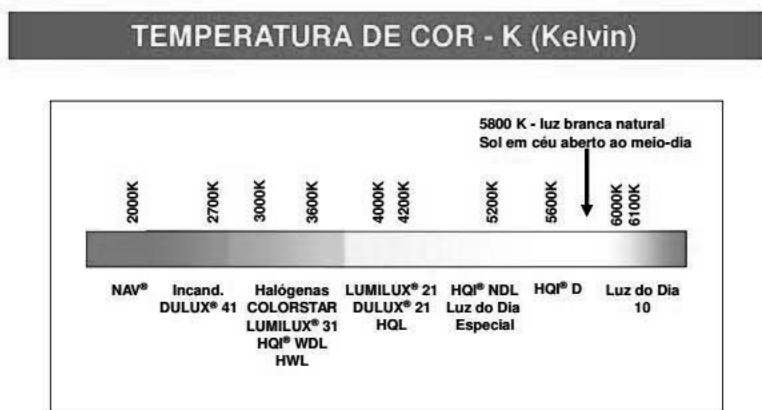 TEMPERATURA DE COR - K (Kelvin)
5800 K - luz branca natural
Sol em céu aberto ao meio-dia
2000K
2700K
3000K
3600K
4000K
4200K
5200K
5600K
6000K
6100K
NAV®
Incand.
DULUX® 41
Halógenas
COLORSTAR
LUMILUX® 31
HQI® WDL
HWL
LUMILUX® 21
DULUX® 21
HQL
HQI® NDL
Luz do Dia
Especial
HQI® D
Luz do Dia
10